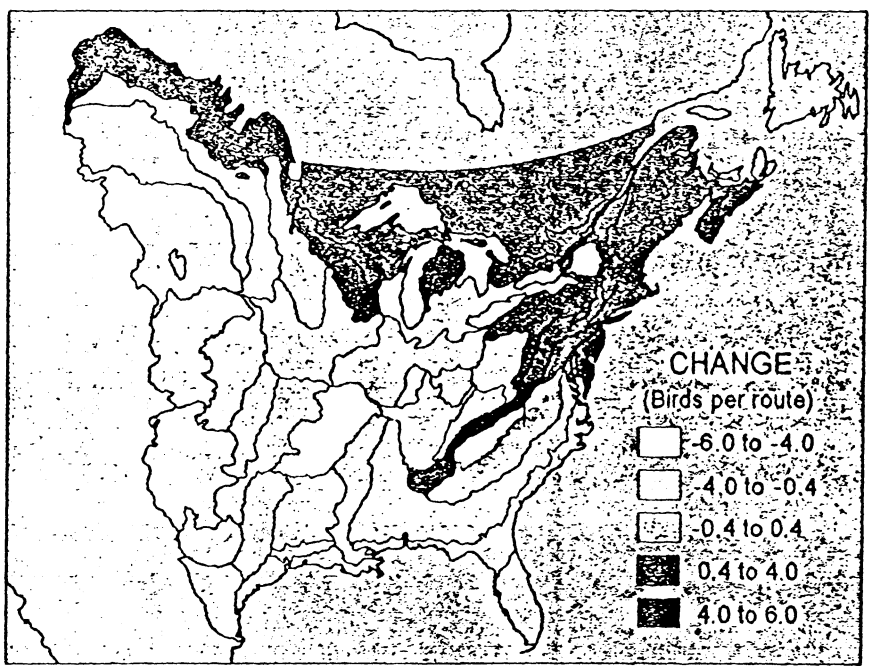 CHANGE
(Birds per route)
-6.0 to -4.0
-4.0 to -0.4
-0.4 to 0.4
0.4 to 4.0
4.0 to 6.0